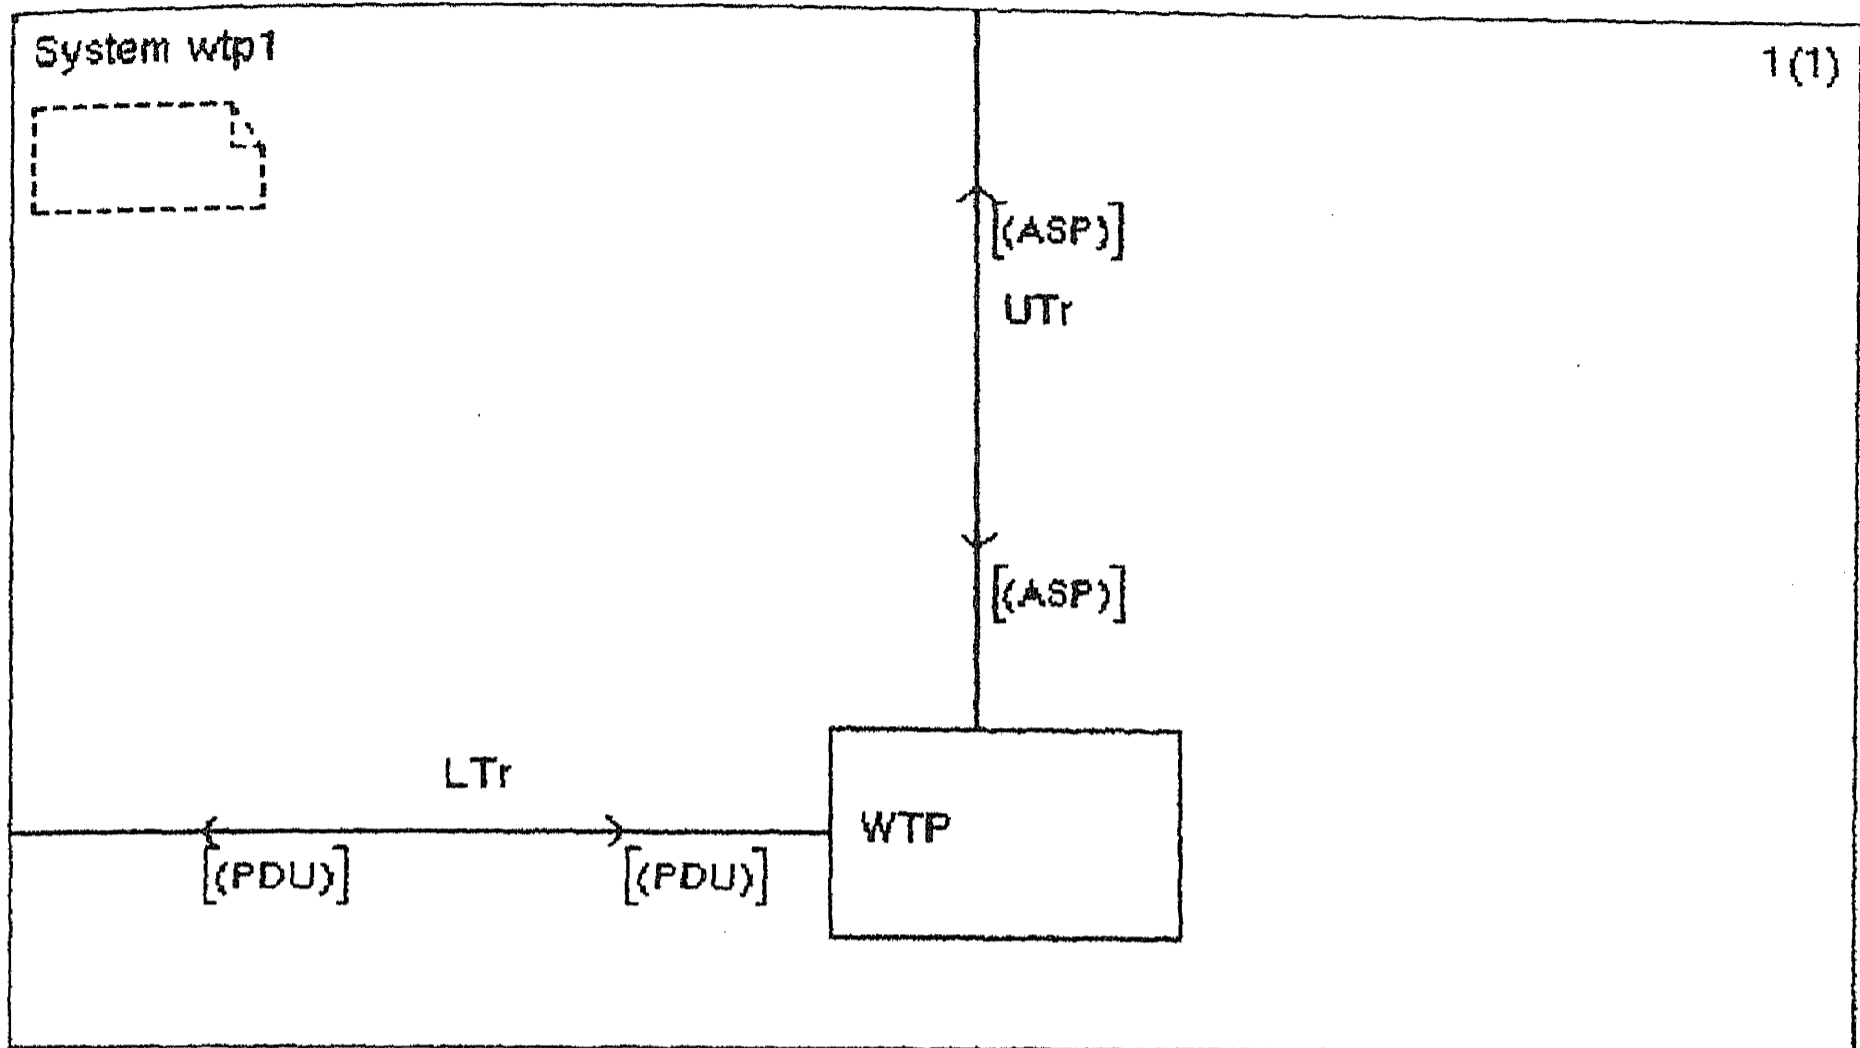 System wtp1
1(1)
[(ASP)]
UTr
[(ASP)]
LTr
WTP
[(PDU)]
[(PDU)]